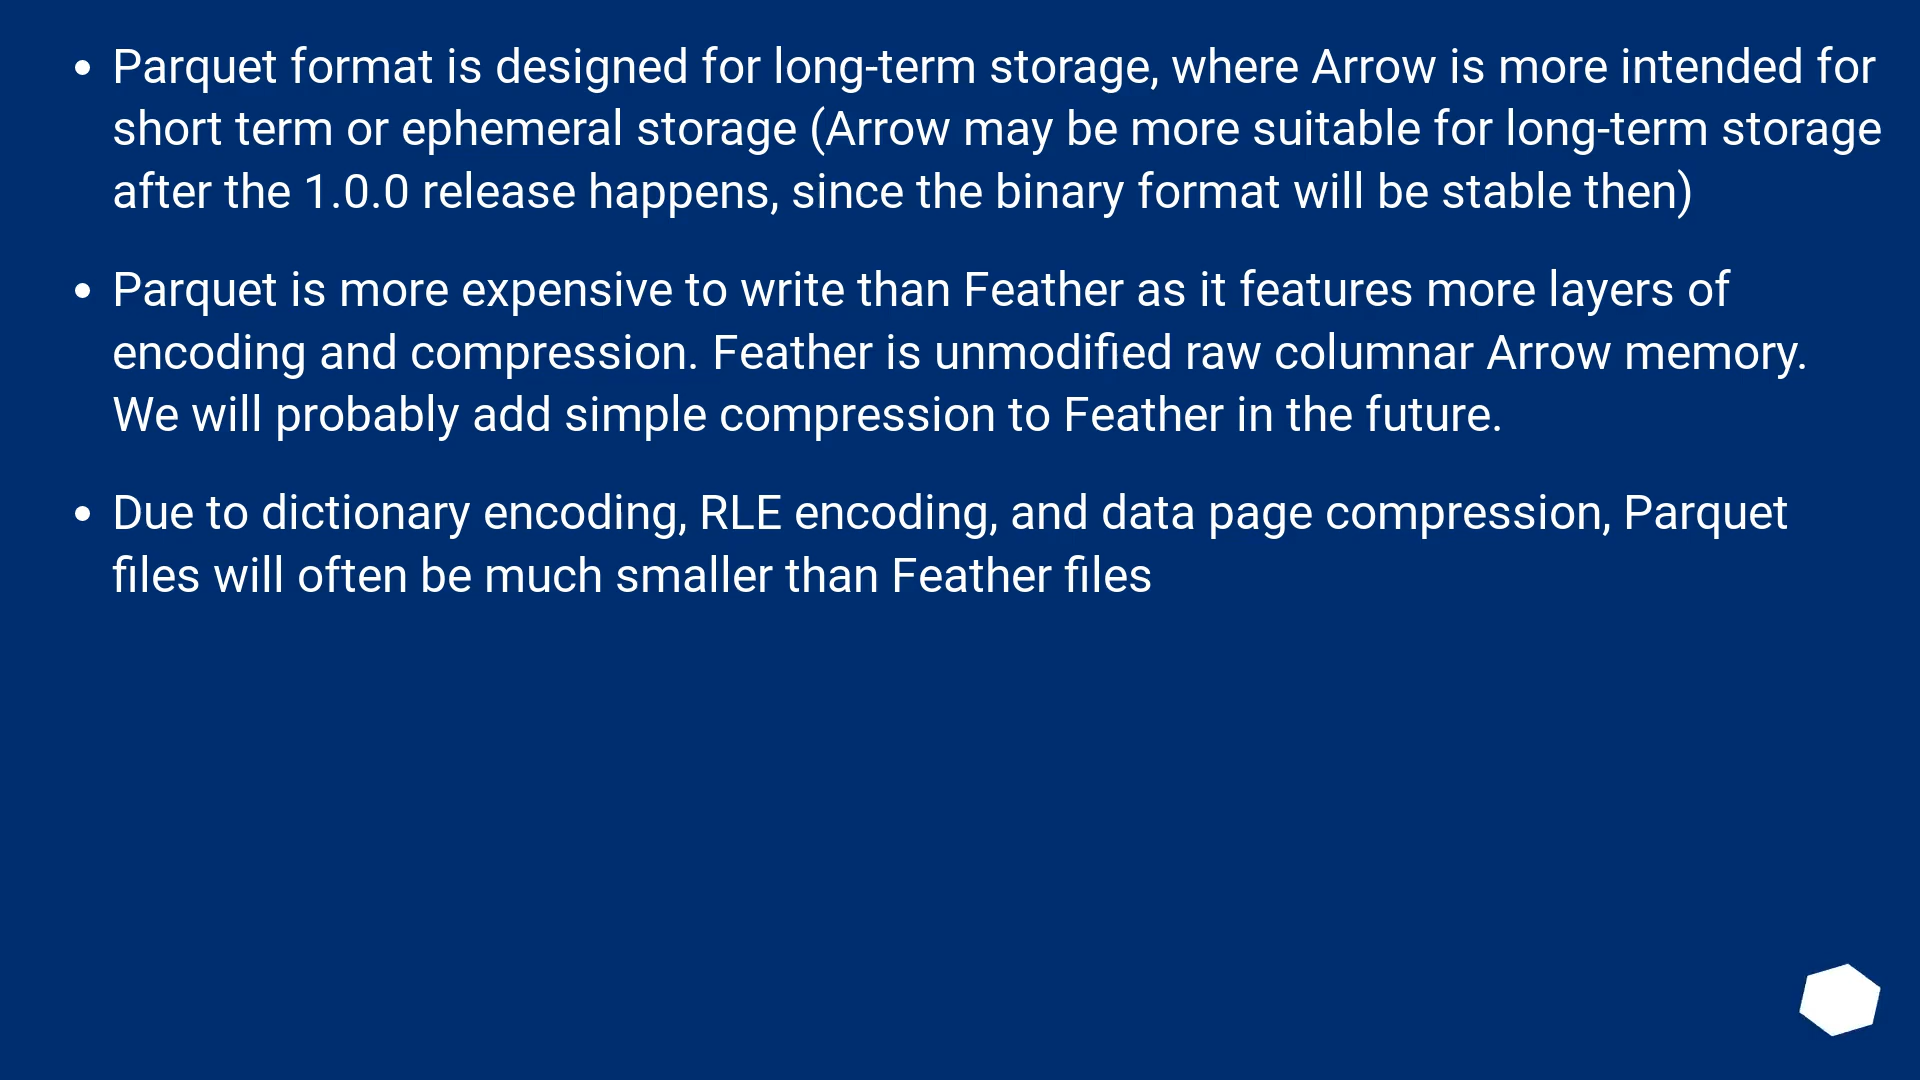 • Parquet format is designed for long-term storage, where Arrow is more intended for
short term or ephemeral storage (Arrow may be more suitable for long-term storage
after the 1.0.0 release happens, since the binary format will be stable then)
• Parquet is more expensive to write than Feather as it features more layers of
encoding and compression. Feather is unmodified raw columnar Arrow memory.
We will probably add simple compression to Feather in the future.
• Due to dictionary encoding, RLE encoding, and data page compression, Parquet
files will often be much smaller than Feather files